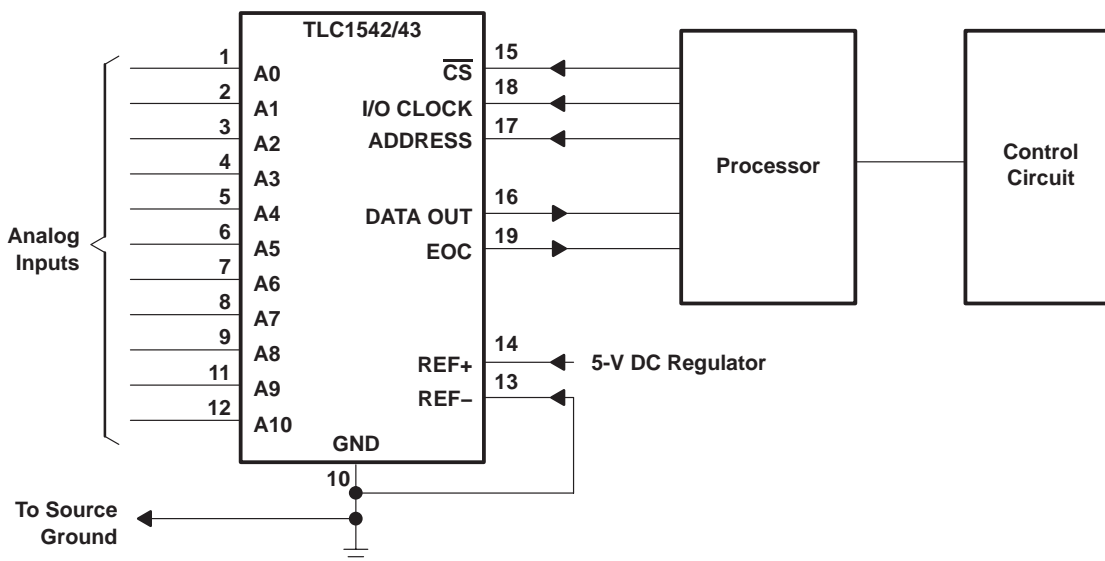 TLC1542/43
Analog
Inputs
1
A0
2
A1
3
A2
4
A3
5
A4
6
A5
7
A6
8
A7
9
A8
11
A9
12
A10
15
CS
18
I/O CLOCK
17
ADDRESS
16
DATA OUT
19
EOC
14
REF+
5-V DC Regulator
13
REF–
GND
10
To Source
Ground
Processor
Control
Circuit